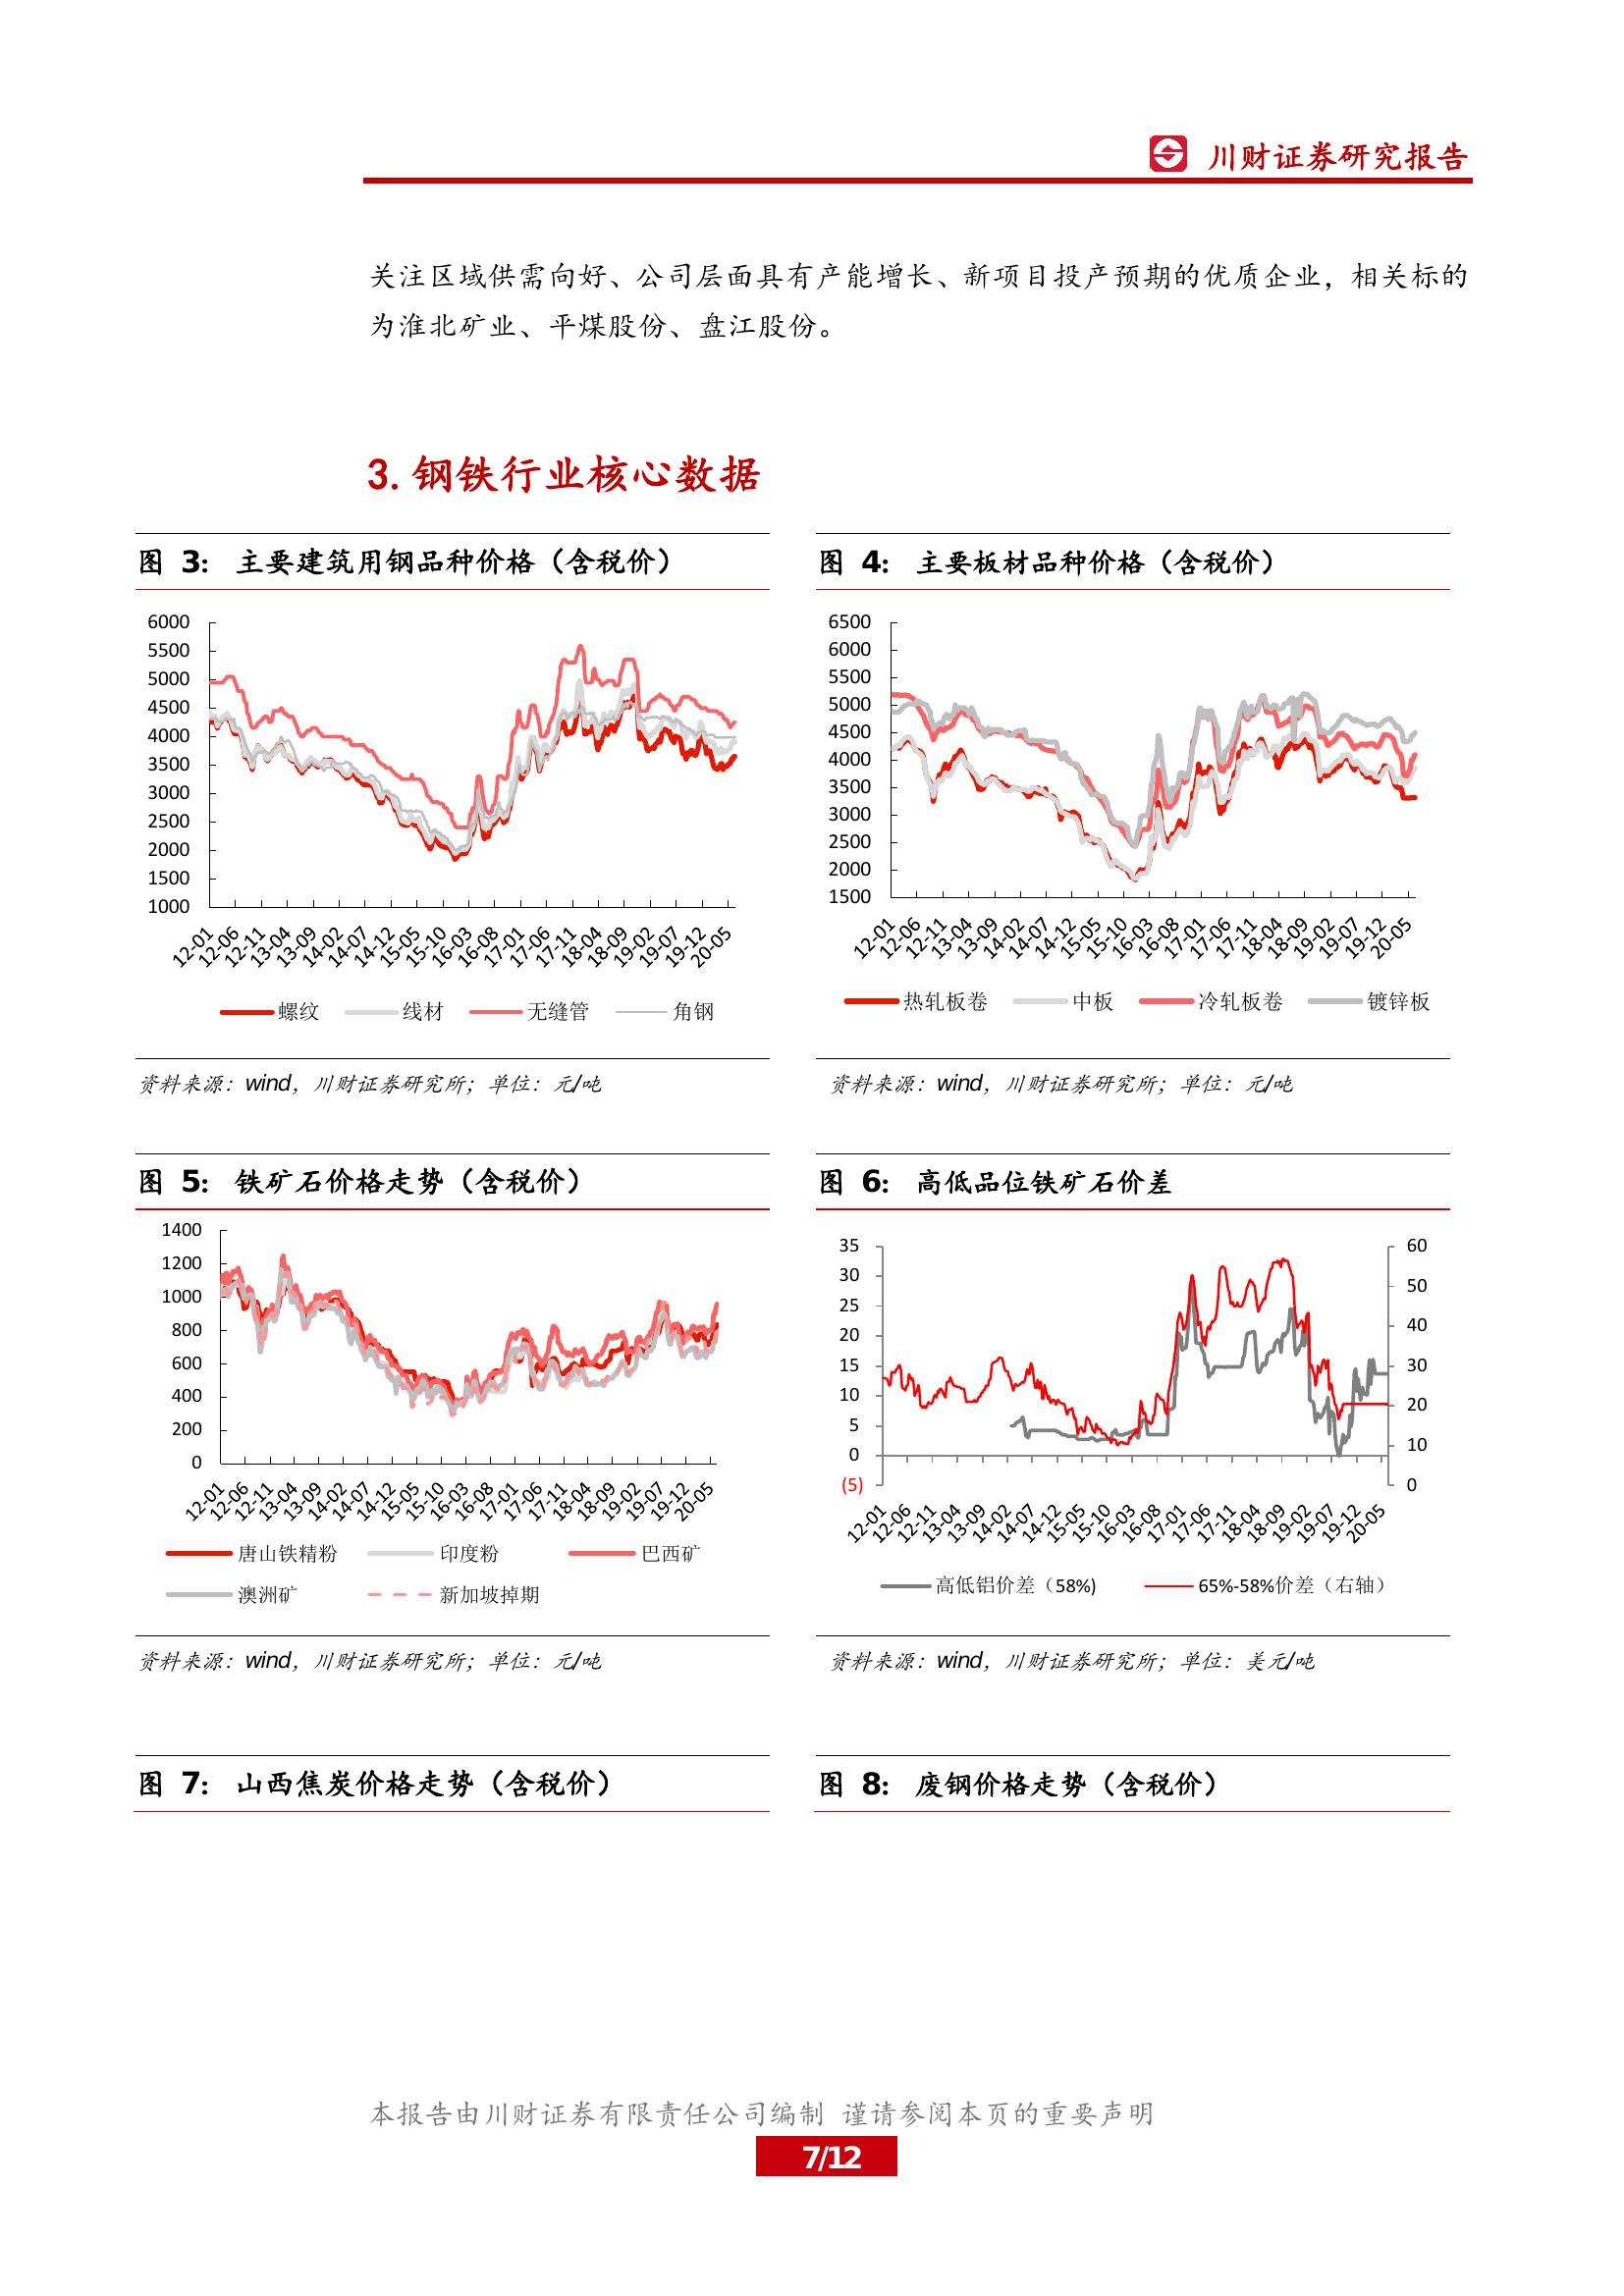 川财证券研究报告
关注区域供需向好、公司层面具有产能增长、新项目投产预期的优质企业，相关标的
为淮北矿业、平煤股份、盘江股份。
3.钢铁行业核心数据
图 3： 主要建筑用钢品种价格（含税价）
6000
5500
5000
4500
4000
3500
3000
2500
2000
1500
1000
12-01 12-06 12-11 13-04 13-09 14-02 14-07 14-12 15-05 15-10 16-03 16-08 17-01 17-06 17-11 18-04 18-09 19-02 19-07 19-12 20-05
螺纹 线材 无缝管 角钢
资料来源：wind，川财证券研究所；单位：元/吨
图 4： 主要板材品种价格（含税价）
6500
6000
5500
5000
4500
4000
3500
3000
2500
2000
1500
12-01 12-06 12-11 13-04 13-09 14-02 14-07 14-12 15-05 15-10 16-03 16-08 17-01 17-06 17-11 18-04 18-09 19-02 19-07 19-12 20-05
热轧板卷 中板 冷轧板卷 镀锌板
资料来源：wind，川财证券研究所；单位：元/吨
图 5： 铁矿石价格走势（含税价）
1400
1200
1000
800
600
400
200
0
12-01 12-06 12-11 13-04 13-09 14-02 14-07 14-12 15-05 15-10 16-03 16-08 17-01 17-06 17-11 18-04 18-09 19-02 19-07 19-12 20-05
唐山铁精粉 印度粉 巴西矿
澳洲矿 新加坡掉期
资料来源：wind，川财证券研究所；单位：元/吨
图 6： 高低品位铁矿石价差
35
30
25
20
15
10
5
0
(5)
60
50
40
30
20
10
0
12-01 12-06 12-11 13-04 13-09 14-02 14-07 14-12 15-05 15-10 16-03 16-08 17-01 17-06 17-11 18-04 18-09 19-02 19-07 19-12 20-05
高低铝价差（58%) 65%-58%价差（右轴）
资料来源：wind，川财证券研究所；单位：美元/吨
图 7： 山西焦炭价格走势（含税价）
图 8： 废钢价格走势（含税价）
本报告由川财证券有限责任公司编制 谨请参阅本页的重要声明
7/12